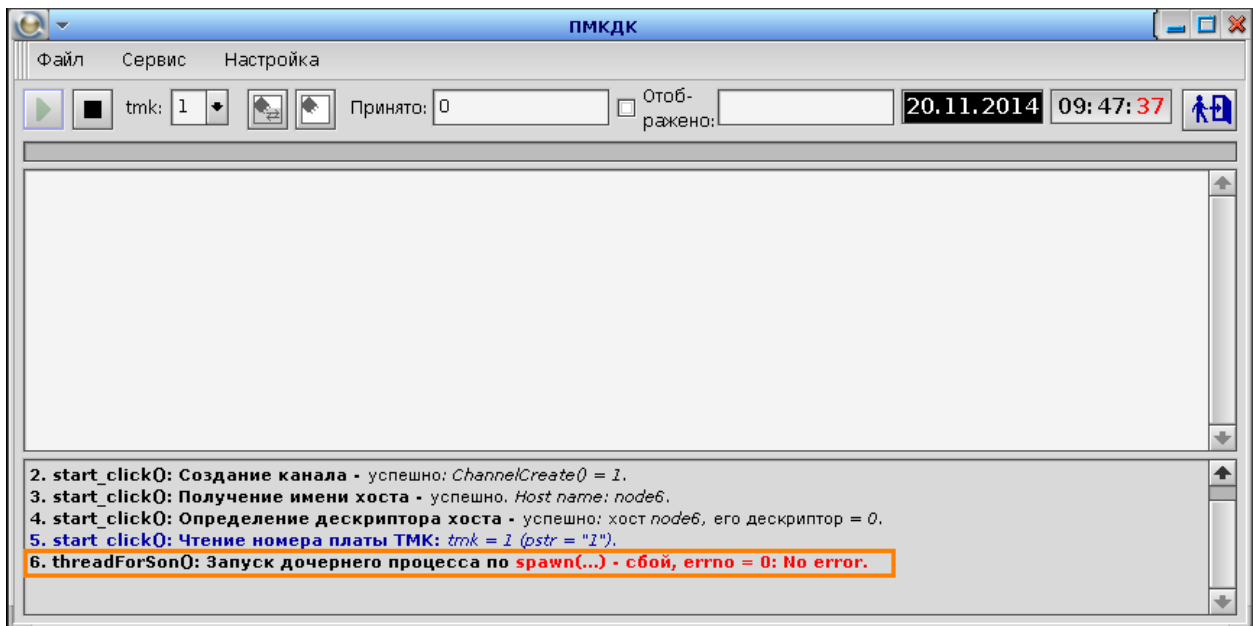 ПМКДК
Файл Сервис Настройка
tmk: 1 Принято: 0 Отоб-
ражено: 20.11.2014 09:47:37
2. start_click(): Создание канала - успешно: ChannelCreate() = 1.
3. start_click(): Получение имени хоста - успешно. Host name: node6.
4. start_click(): Определение дескриптора хоста - успешно: хост node6, его дескриптор = 0.
5. start_click(): Чтение номера платы ТМК: tmk = 1 (pstr = "1").
6. threadForSon(): Запуск дочернего процесса по spawn(...) - сбой, errno = 0: No error.